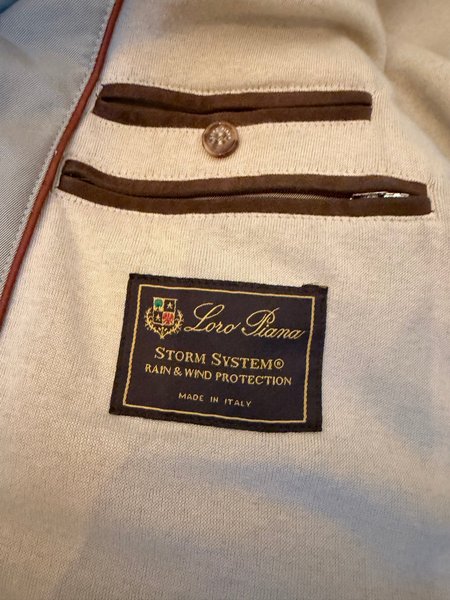 Loro Piana
STORM SYSTEM®
RAIN & WIND PROTECTION
MADE IN ITALY